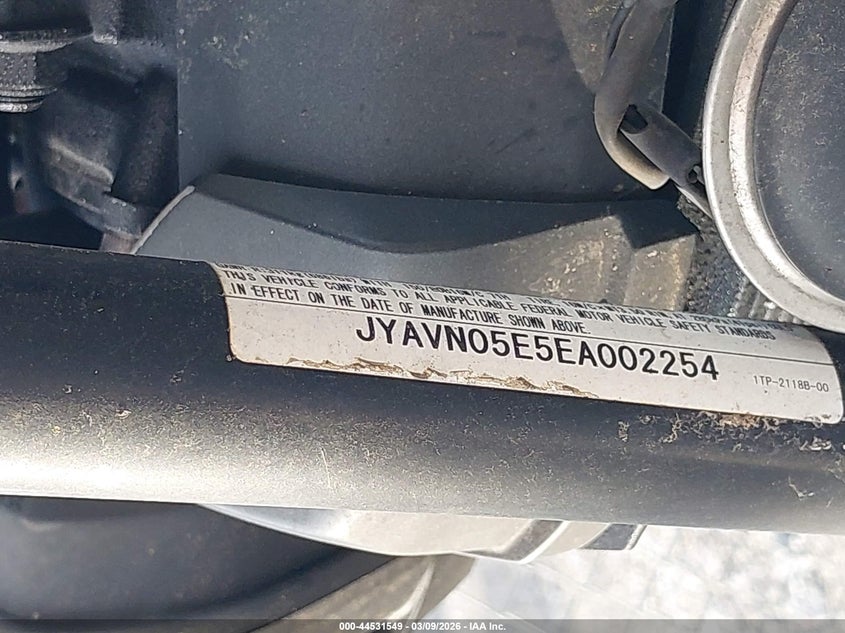 THIS VEHICLE CONFORMS TO ALL APPLICABLE FEDERAL MOTOR VEHICLE SAFETY STANDARDS
IN EFFECT ON THE DATE OF MANUFACTURE SHOWN ABOVE.
JYAVN05E5EA002254
1TP-2118B-00
000-44531549 | 03/09/2026 - IAA Inc.